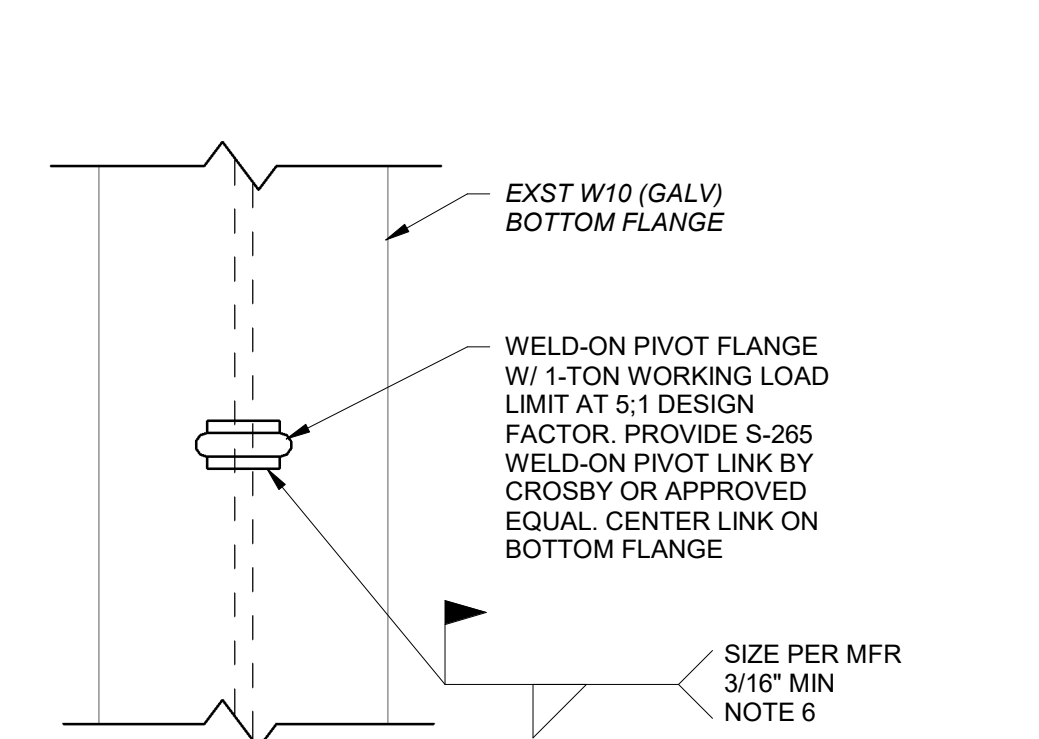 EXST W10 (GALV)
BOTTOM FLANGE
WELD-ON PIVOT FLANGE
W/ 1-TON WORKING LOAD
LIMIT AT 5;1 DESIGN
FACTOR. PROVIDE S-265
WELD-ON PIVOT LINK BY
CROSBY OR APPROVED
EQUAL. CENTER LINK ON
BOTTOM FLANGE
SIZE PER MFR
3/16" MIN
NOTE 6